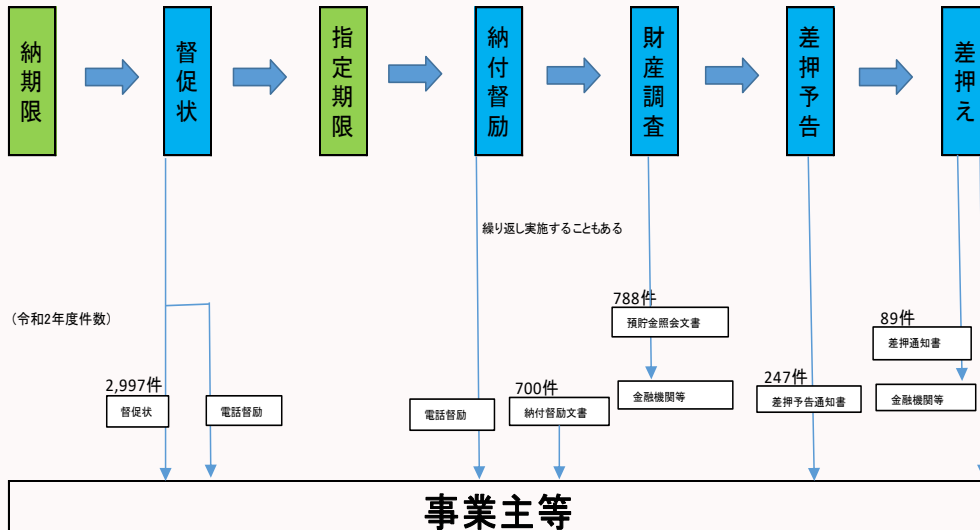 納期限
督促状
指定期限
納付督励
財産調査
差押予告
差押え
繰り返し実施することもある
(令和2年度件数)
788件
預貯金照会文書
89件
差押通知書
2,997件
督促状
電話督励
電話督励
700件
納付督励文書
金融機関等
247件
差押予告通知書
金融機関等
事業主等